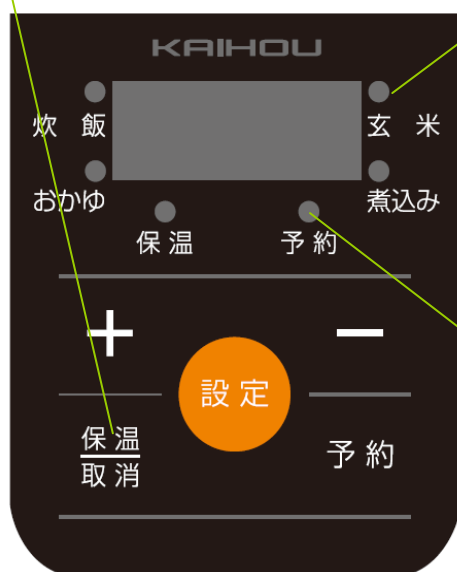 KAIHOU
炊 飯
玄 米
おかゆ
煮込み
保 温
予 約
+
−
設 定
保 温
取 消
予 約